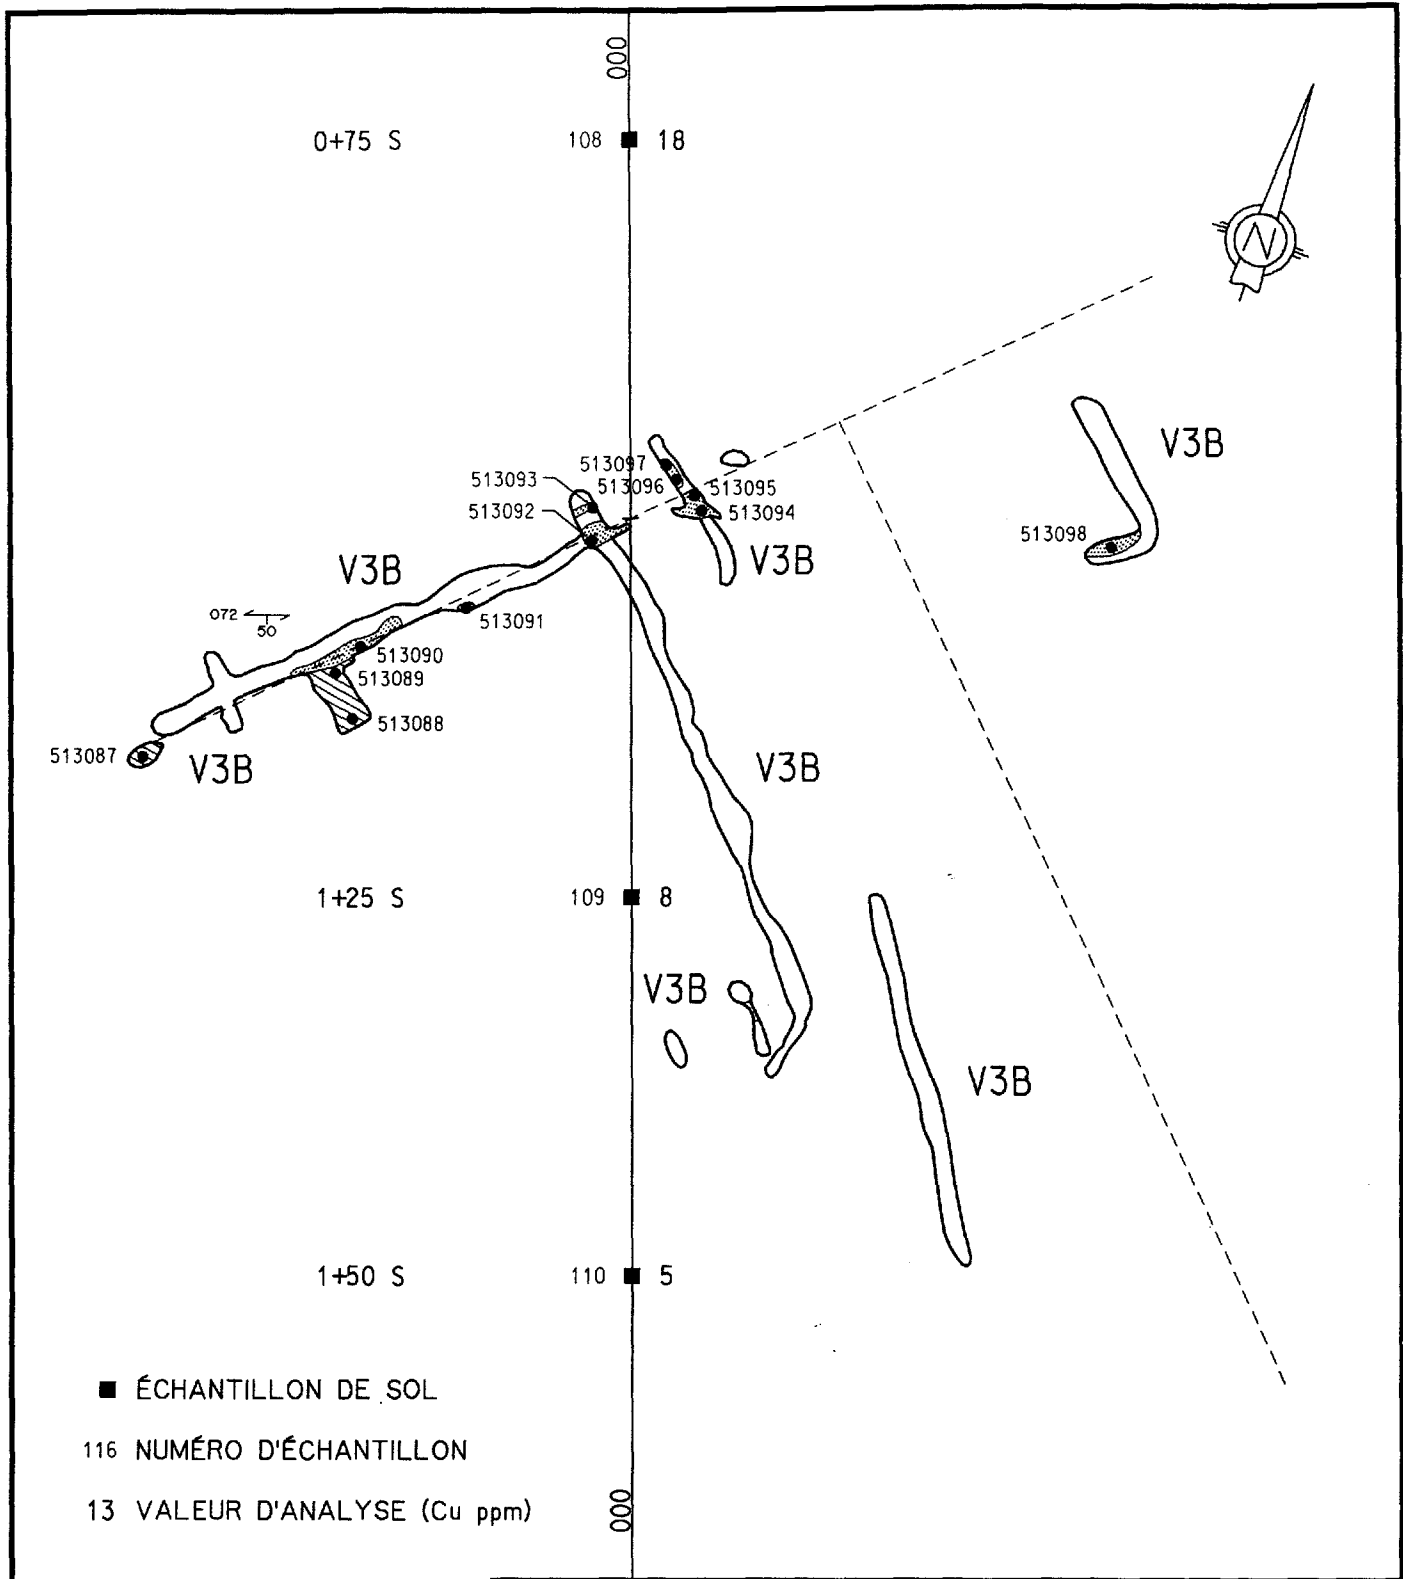 000
0+75 S 108 18
N
V3B
513097
513093 513096 513095
513092 513094
513098
V3B V3B
072
50
513091
513090
513089
513088
513087
V3B
V3B
1+25 S 109 8
V3B
V3B
1+50 S 110 5
ÉCHANTILLON DE SOL
116 NUMÉRO D'ÉCHANTILLON
13 VALEUR D'ANALYSE (Cu ppm)
000